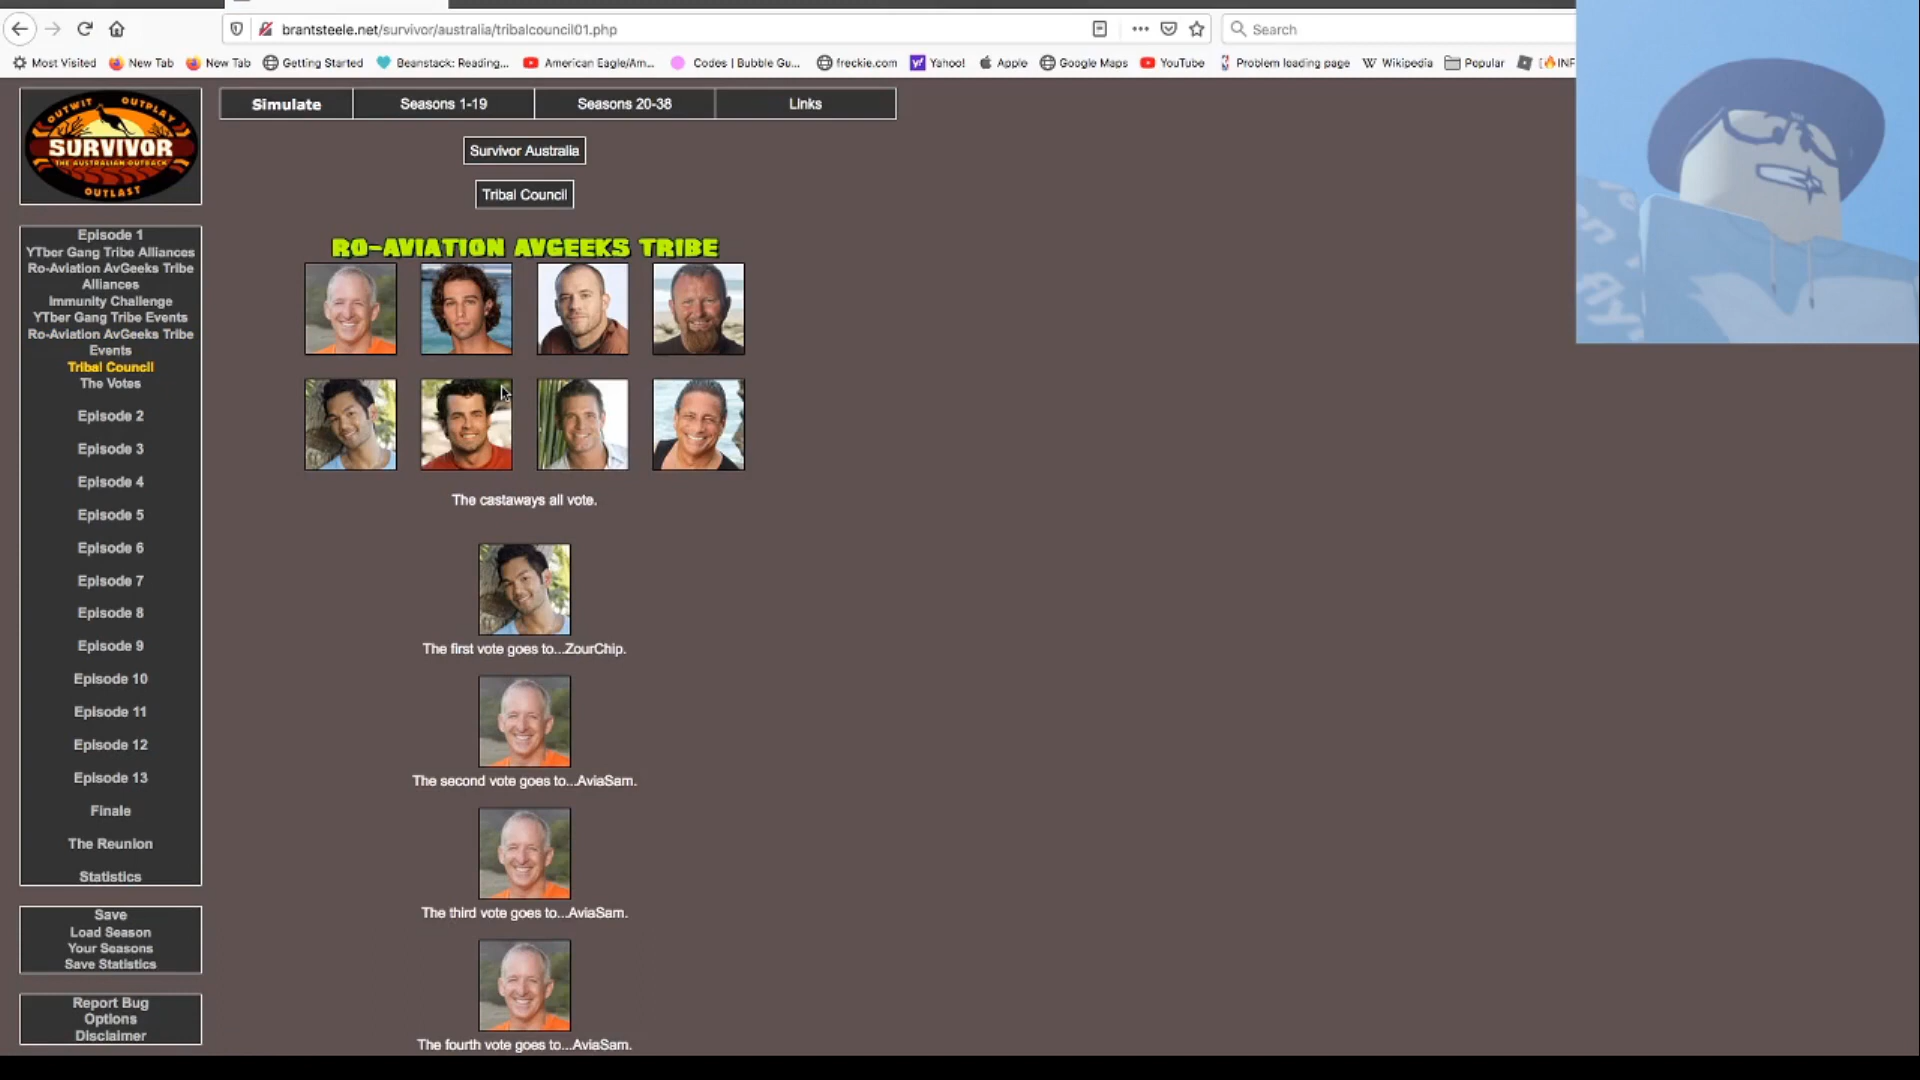 brantsteele.net/survivor/australia/tribalcouncil01.php
Search
Most Visited
New Tab
New Tab
Getting Started
Beanstack: Reading...
American Eagle/Am...
Codes | Bubble Gu...
freckie.com
Yahoo!
Apple
Google Maps
YouTube
Problem loading page
Wikipedia
Popular
OUTWIT OUTPLAY
SURVIVOR
THE AUSTRALIAN OUTBACK
OUTLAST
Simulate
Seasons 1-19
Seasons 20-38
Links
Survivor Australia
Tribal Council
RO-AVIATION AVGEEKS TRIBE
The castaways all vote.
The first vote goes to...ZourChip.
The second vote goes to...AviaSam.
The third vote goes to...AviaSam.
The fourth vote goes to...AviaSam.
Episode 1
YTber Gang Tribe Alliances
Ro-Aviation AvGeeks Tribe
Alliances
Immunity Challenge
YTber Gang Tribe Events
Ro-Aviation AvGeeks Tribe
Events
Tribal Council
The Votes
Episode 2
Episode 3
Episode 4
Episode 5
Episode 6
Episode 7
Episode 8
Episode 9
Episode 10
Episode 11
Episode 12
Episode 13
Finale
The Reunion
Statistics
Save
Load Season
Your Seasons
Save Statistics
Report Bug
Options
Disclaimer